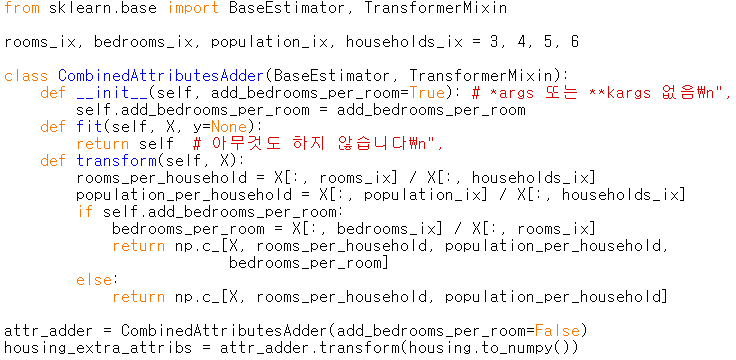 from sklearn.base import BaseEstimator, TransformerMixin

rooms_ix, bedrooms_ix, population_ix, households_ix = 3, 4, 5, 6

class CombinedAttributesAdder(BaseEstimator, TransformerMixin):
    def __init__(self, add_bedrooms_per_room=True): # *args 또는 **kargs 없음₩n",
        self.add_bedrooms_per_room = add_bedrooms_per_room
    def fit(self, X, y=None):
        return self  # 아무것도 하지 않습니다₩n",
    def transform(self, X):
        rooms_per_household = X[:, rooms_ix] / X[:, households_ix]
        population_per_household = X[:, population_ix] / X[:, households_ix]
        if self.add_bedrooms_per_room:
            bedrooms_per_room = X[:, bedrooms_ix] / X[:, rooms_ix]
            return np.c_[X, rooms_per_household, population_per_household,
                         bedrooms_per_room]
        else:
            return np.c_[X, rooms_per_household, population_per_household]

attr_adder = CombinedAttributesAdder(add_bedrooms_per_room=False)
housing_extra_attribs = attr_adder.transform(housing.to_numpy())